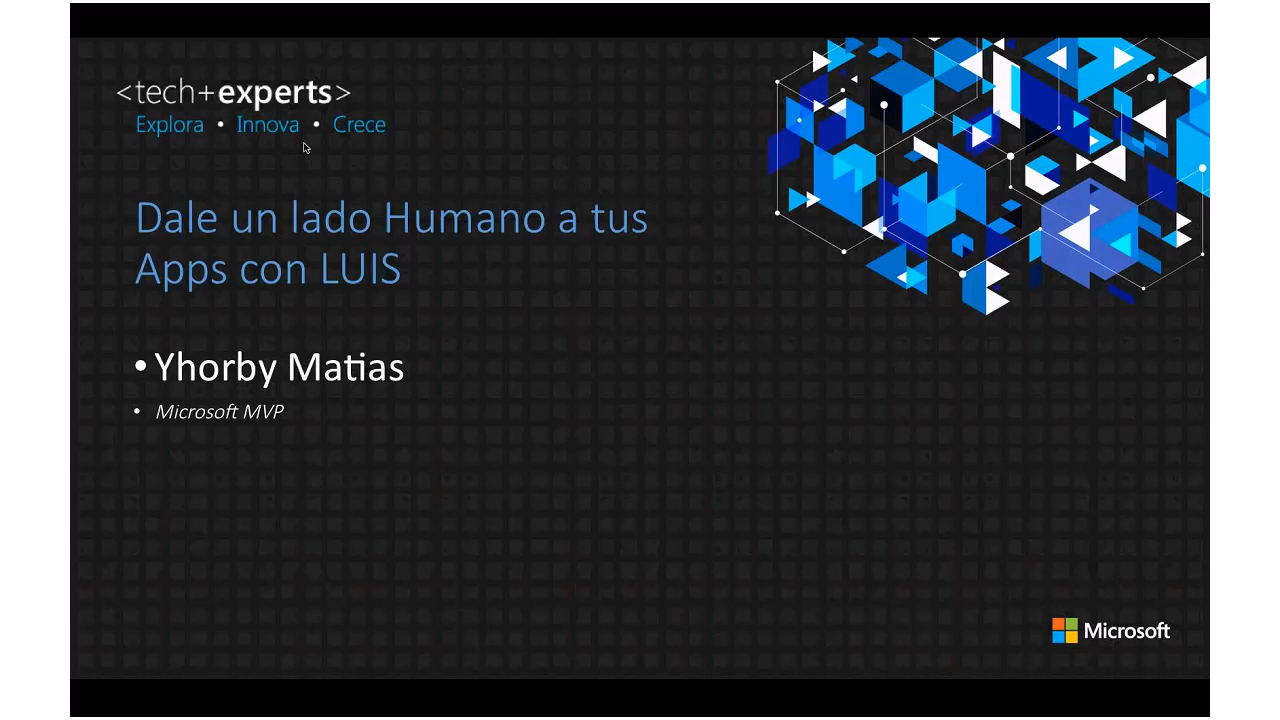 <tech+experts>
Explora • Innova • Crece
Dale un lado Humano a tus
Apps con LUIS
• Yhorby Matias
• Microsoft MVP
Microsoft